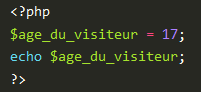 <?php
$age_du_visiteur = 17;
echo $age_du_visiteur;
?>